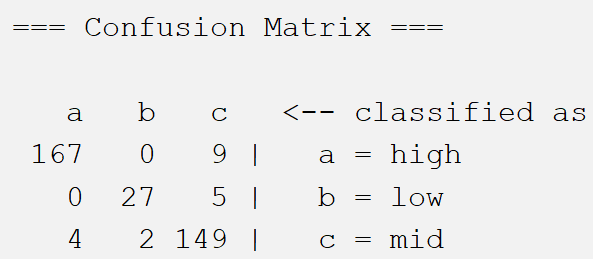 === Confusion Matrix ===
a b c <-- classified as
167 0 9 | a = high
0 27 5 | b = low
4 2 149 | c = mid